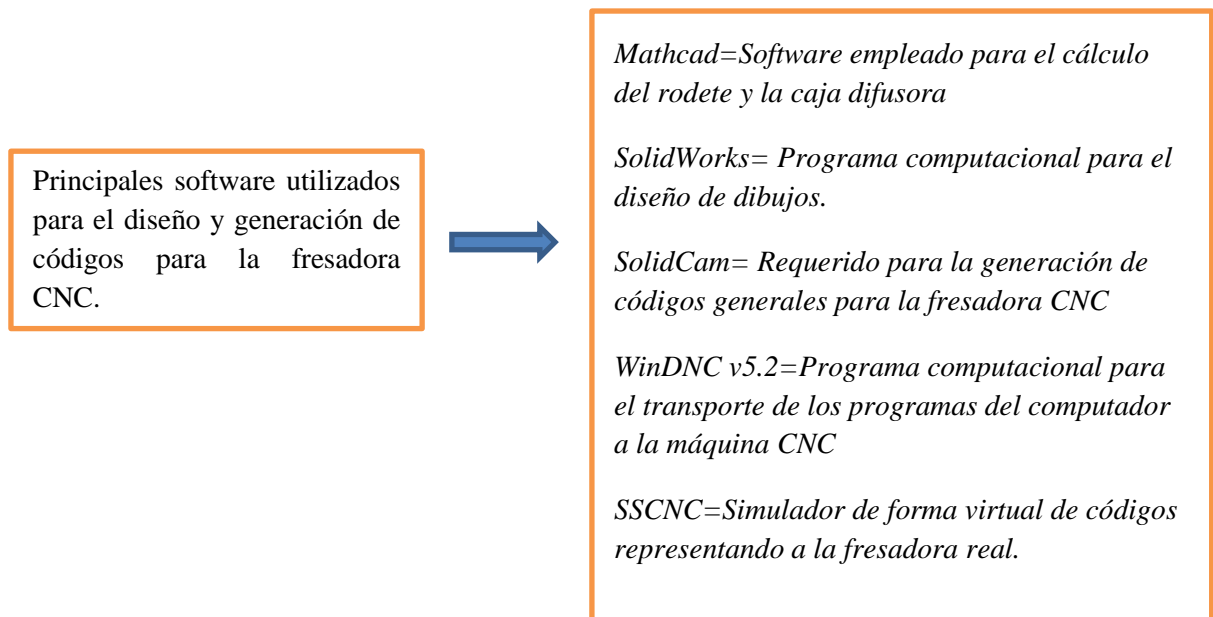 Principales software utilizados
para el diseño y generación de
códigos para la fresadora
CNC.
Mathcad=Software empleado para el cálculo
del rodete y la caja difusora
SolidWorks= Programa computacional para el
diseño de dibujos.
SolidCam= Requerido para la generación de
códigos generales para la fresadora CNC
WinDNC v5.2=Programa computacional para
el transporte de los programas del computador
a la máquina CNC
SSCNC=Simulador de forma virtual de códigos
representando a la fresadora real.